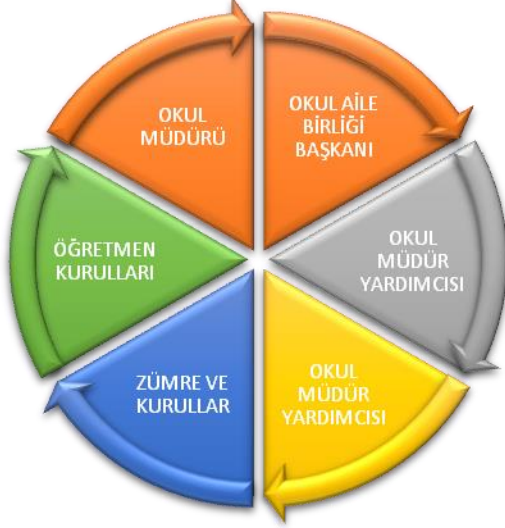 OKUL
MÜDÜRÜ
OKUL AİLE
BİRLİĞİ
BAŞKANI
OKUL
MÜDÜR
YARDIMCISI
OKUL
MÜDÜR
YARDIMCISI
ZÜMRE VE
KURULLAR
ÖĞRETMEN
KURULLARI